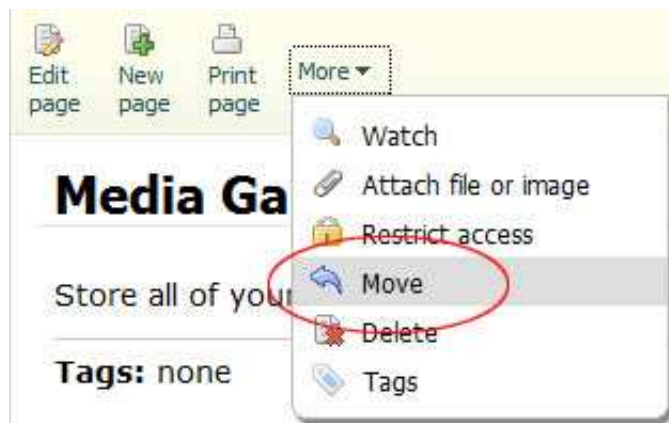 Edit page
New page
Print page
More
Watch
Attach file or image
Restrict access
Move
Delete
Tags
Media Ga
Store all of your
Tags: none